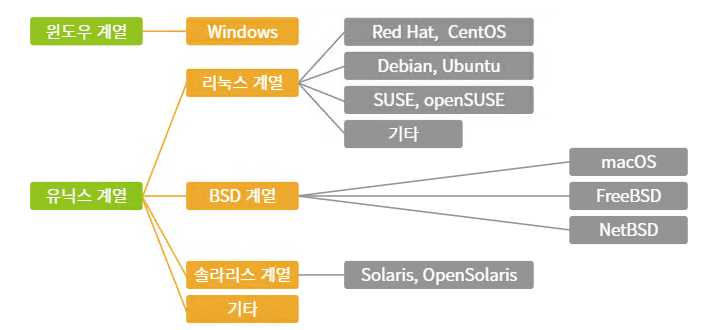 윈도우 계열
Windows
Red Hat, CentOS
Debian, Ubuntu
리눅스 계열
SUSE, openSUSE
기타
macOS
유닉스 계열
BSD 계열
FreeBSD
NetBSD
솔라리스 계열
Solaris, OpenSolaris
기타